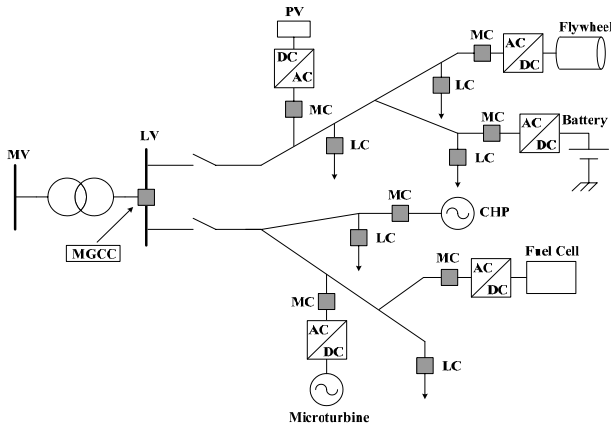 PV
DC
AC
MC
LC
MC
AC
DC
Flywheel
LC
MC
AC
DC
Battery
LC
MV
LV
MGCC
MC
CHP
LC
MC
AC
DC
Fuel Cell
MC
AC
DC
Microturbine
LC